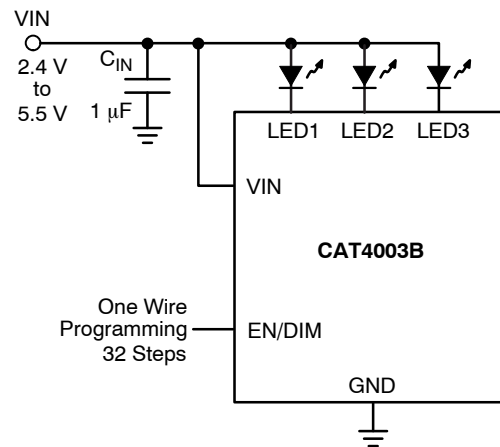 VIN
2.4 V
to
5.5 V
C_IN
1 μF
LED1 LED2 LED3
VIN
CAT4003B
One Wire
Programming
32 Steps
EN/DIM
GND